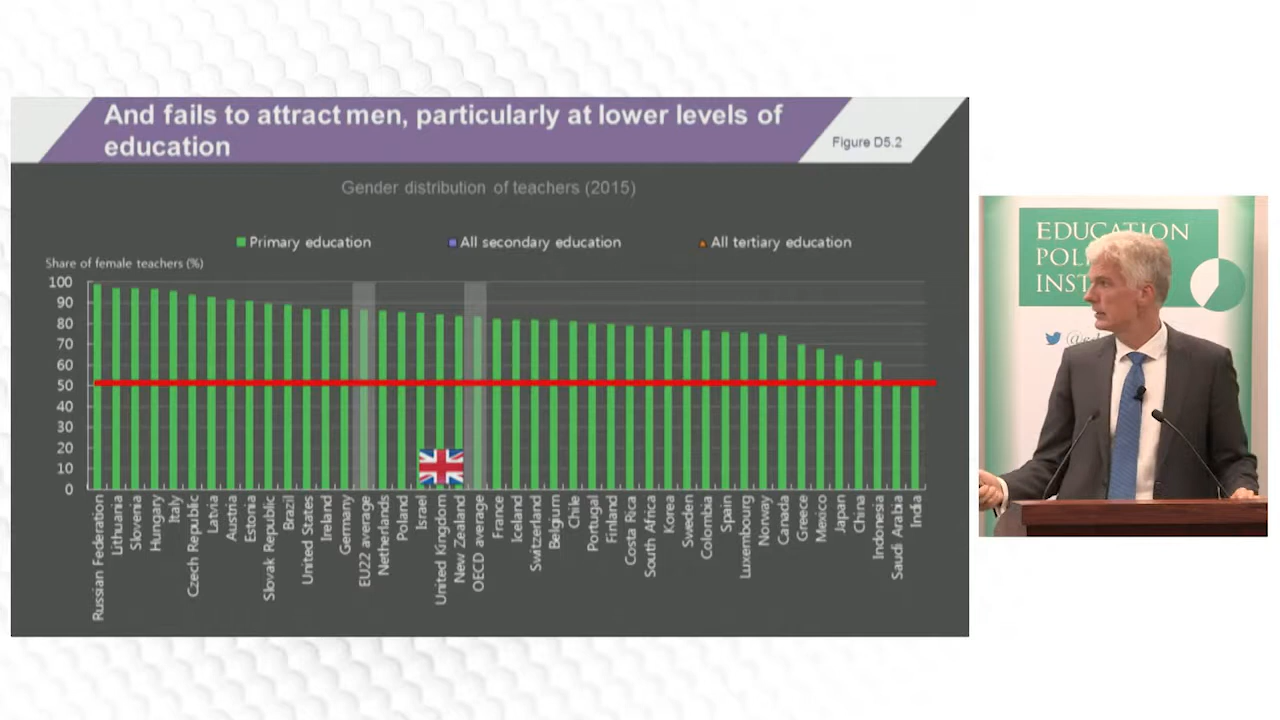 And fails to attract men, particularly at lower levels of
education
Figure D5.2
Gender distribution of teachers (2015)
Primary education
All secondary education
All tertiary education
Share of female teachers (%)
100
90
80
70
60
50
40
30
20
10
0
Russian Federation
Lithuania
Slovenia
Hungary
Italy
Czech Republic
Latvia
Austria
Estonia
Slovak Republic
Brazil
United States
Ireland
Germany
EU22 average
Netherlands
Poland
Israel
United Kingdom
New Zealand
OECD average
France
Iceland
Switzerland
Belgium
Chile
Portugal
Finland
Costa Rica
South Africa
Korea
Sweden
Colombia
Spain
Luxembourg
Norway
Canada
Greece
Mexico
Japan
China
Indonesia
Saudi Arabia
India
EDUCATION
POLI
INST